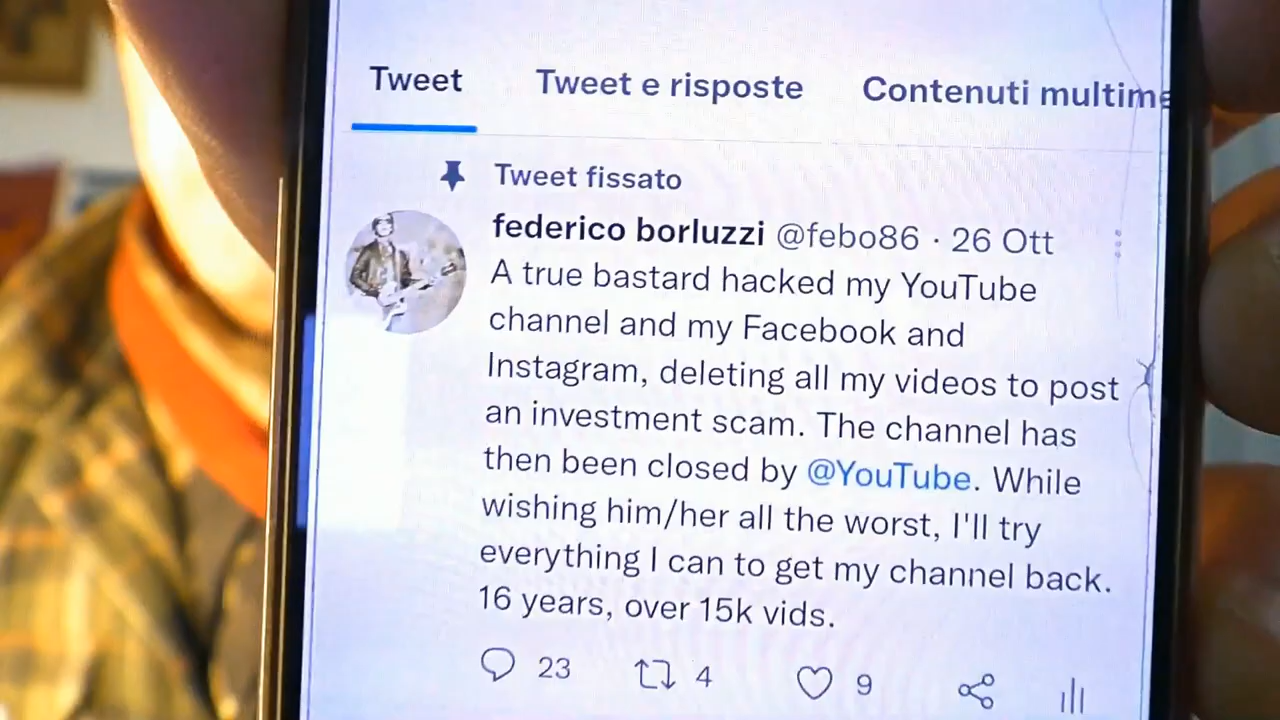 Tweet Tweet e risposte Contenuti multime
Tweet fissato
federico borluzzi @febo86 · 26 Ott
A true bastard hacked my YouTube
channel and my Facebook and
Instagram, deleting all my videos to post
an investment scam. The channel has
then been closed by @YouTube. While
wishing him/her all the worst, I'll try
everything I can to get my channel back.
16 years, over 15k vids.
23 4 9